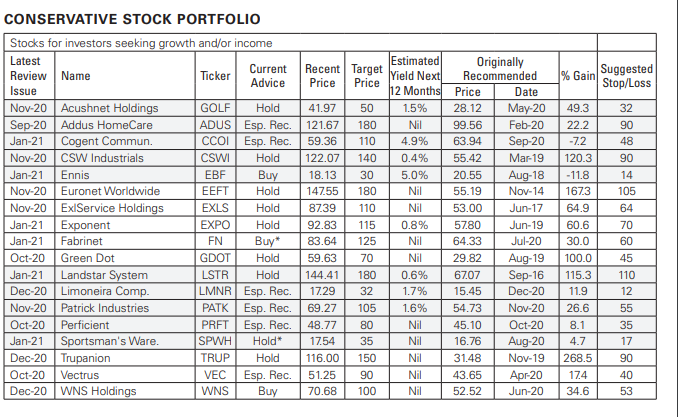 CONSERVATIVE STOCK PORTFOLIO
Stocks for investors seeking growth and/or income
Latest Review Issue Name Ticker Current Advice Recent Price Target Price Estimated Yield Next 12 Months Originally Recommended Price Date % Gain Suggested Stop/Loss
Nov-20 Acushnet Holdings GOLF Hold 41.97 50 1.5% 28.12 May-20 49.3 32
Sep-20 Addus HomeCare ADUS Esp. Rec. 121.67 180 Nil 99.56 Feb-20 22.2 90
Jan-21 Cogent Commun. CCOI Esp. Rec. 59.36 110 4.9% 63.94 Sep-20 -7.2 48
Nov-20 CSW Industrials CSWI Hold 122.07 140 0.4% 55.42 Mar-19 120.3 90
Jan-21 Ennis EBF Buy 18.13 30 5.0% 20.55 Aug-18 -11.8 14
Nov-20 Euronet Worldwide EEFT Hold 147.55 180 Nil 55.19 Nov-14 167.3 105
Nov-20 ExlService Holdings EXLS Hold 87.39 110 Nil 53.00 Jun-17 64.9 64
Jan-21 Exponent EXPO Hold 92.83 115 0.8% 57.80 Jun-19 60.6 70
Jan-21 Fabrinet FN Buy* 83.64 125 Nil 64.33 Jul-20 30.0 60
Oct-20 Green Dot GDOT Hold 59.63 70 Nil 29.82 Aug-19 100.0 45
Jan-21 Landstar System LSTR Hold 144.41 180 0.6% 67.07 Sep-16 115.3 110
Dec-20 Limoneira Comp. LMNR Esp. Rec. 17.29 32 1.7% 15.45 Dec-20 11.9 12
Nov-20 Patrick Industries PATK Esp. Rec. 69.27 105 1.6% 54.73 Nov-20 26.6 55
Oct-20 Perficient PRFT Esp. Rec. 48.77 80 Nil 45.10 Oct-20 8.1 35
Jan-21 Sportsman's Ware. SPWH Hold* 17.54 35 Nil 16.76 Aug-20 4.7 17
Dec-20 Trupanion TRUP Hold 116.00 150 Nil 31.48 Nov-19 268.5 90
Oct-20 Vectrus VEC Esp. Rec. 51.25 90 Nil 43.65 Apr-20 17.4 40
Dec-20 WNS Holdings WNS Buy 70.68 100 Nil 52.52 Jun-20 34.6 53